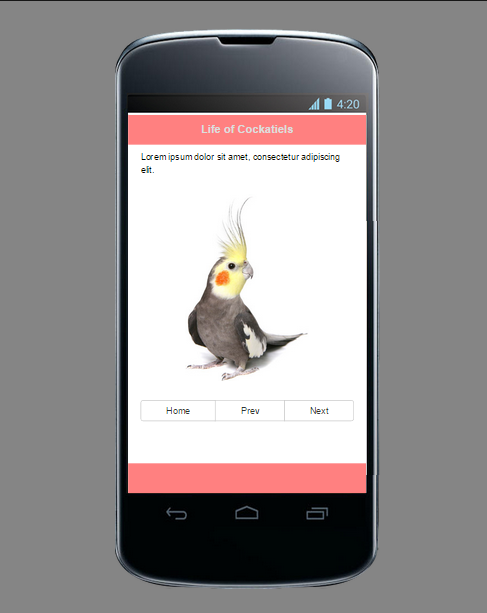 4:20
Life of Cockatiels
Lorem ipsum dolor sit amet, consectetur adipiscing
elit.
Home Prev Next